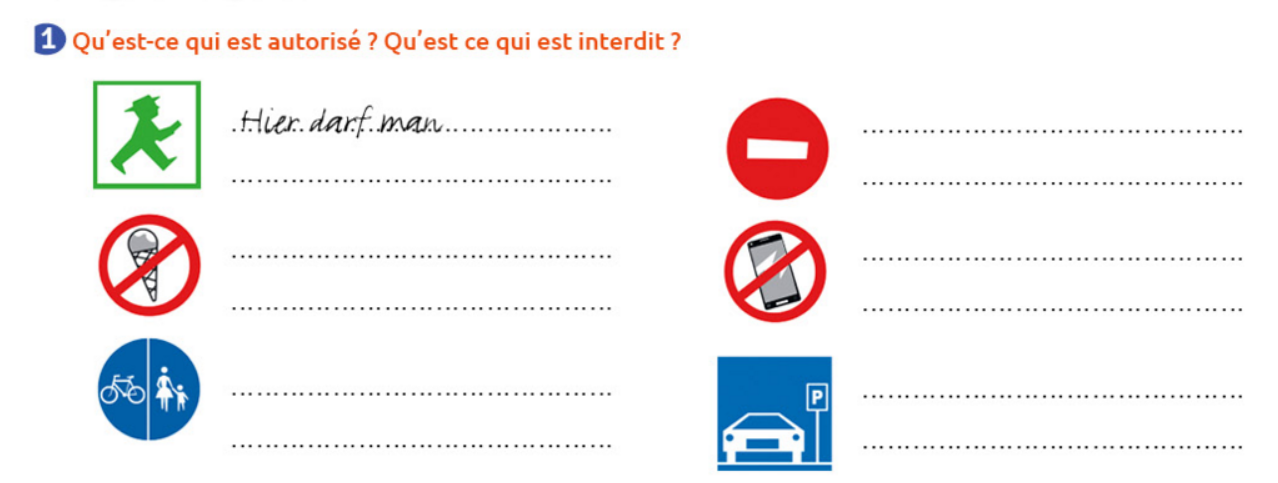 1 Qu'est-ce qui est autorisé ? Qu'est ce qui est interdit ?
Hier darf man
P